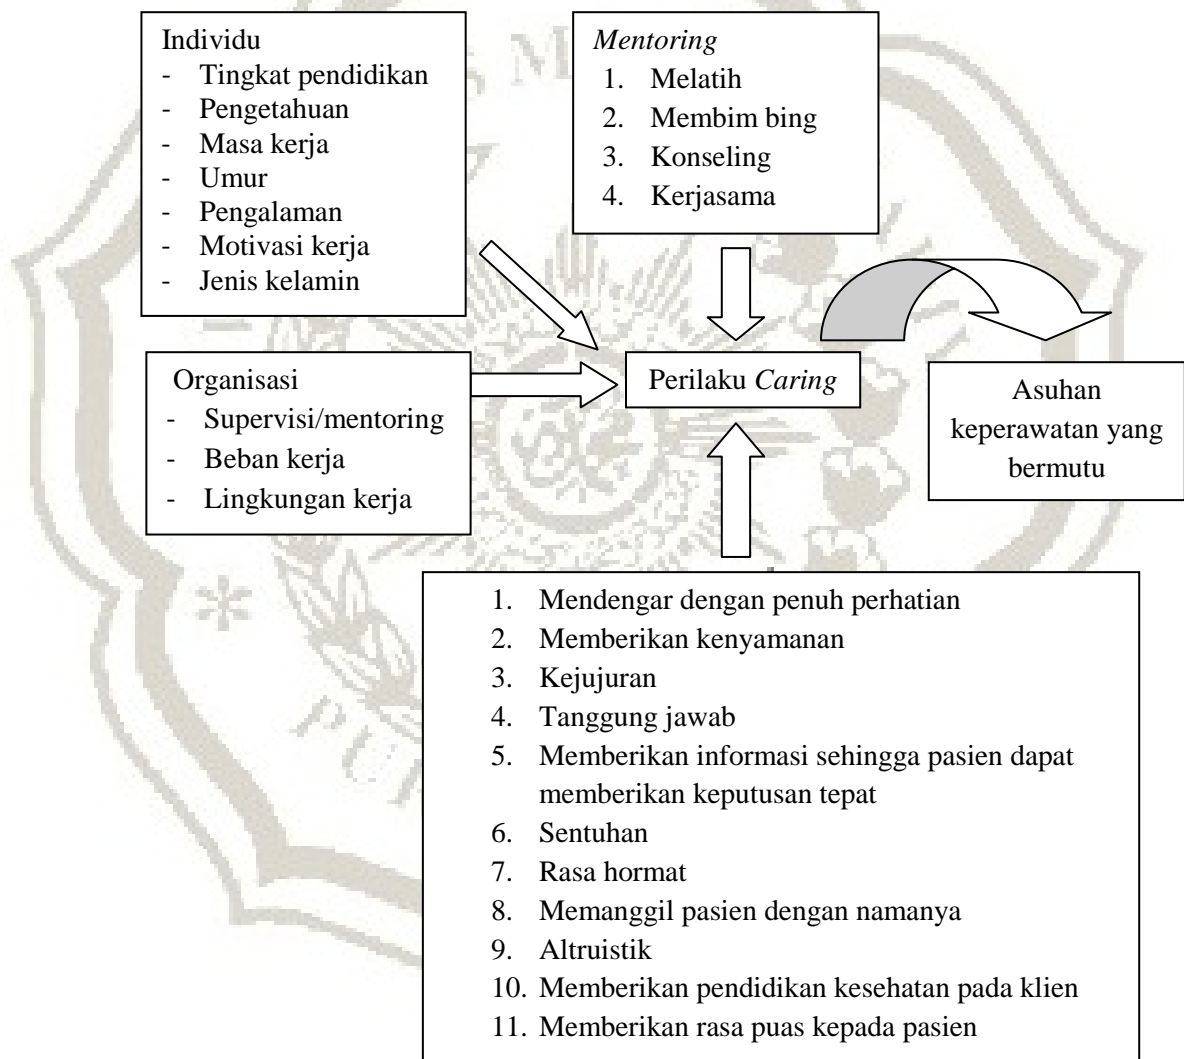 Individu
- Tingkat pendidikan
- Pengetahuan
- Masa kerja
- Umur
- Pengalaman
- Motivasi kerja
- Jenis kelamin
Mentoring
1. Melatih
2. Membim bing
3. Konseling
4. Kerjasama
Organisasi
- Supervisi/mentoring
- Beban kerja
- Lingkungan kerja
Perilaku Caring
Asuhan
keperawatan yang
bermutu
1. Mendengar dengan penuh perhatian
2. Memberikan kenyamanan
3. Kejujuran
4. Tanggung jawab
5. Memberikan informasi sehingga pasien dapat
memberikan keputusan tepat
6. Sentuhan
7. Rasa hormat
8. Memanggil pasien dengan namanya
9. Altruistik
10. Memberikan pendidikan kesehatan pada klien
11. Memberikan rasa puas kepada pasien